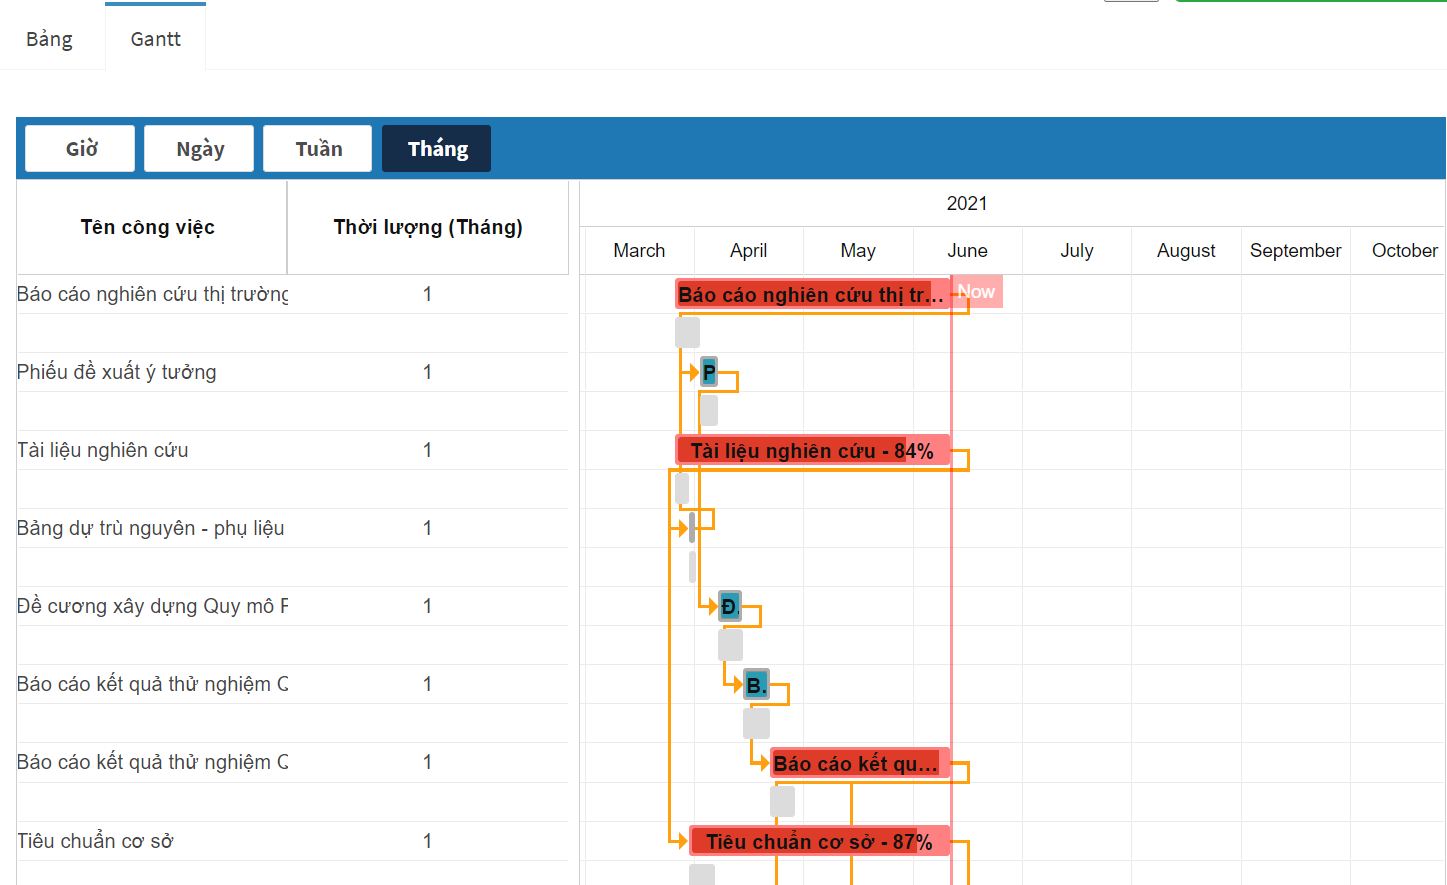 Bảng Gantt
Giờ Ngày Tuần Tháng
Tên công việc Thời lượng (Tháng)
2021
March April May June July August September October
Báo cáo nghiên cứu thị trường 1 Báo cáo nghiên cứu thị tr... Now
Phiếu đề xuất ý tưởng 1 P
Tài liệu nghiên cứu 1 Tài liệu nghiên cứu - 84%
Bảng dự trù nguyên - phụ liệu 1
Đề cương xây dựng Quy mô 1 Đ.
Báo cáo kết quả thử nghiệm Q 1 B.
Báo cáo kết quả thử nghiệm Q 1 Báo cáo kết qu...
Tiêu chuẩn cơ sở 1 Tiêu chuẩn cơ sở - 87%